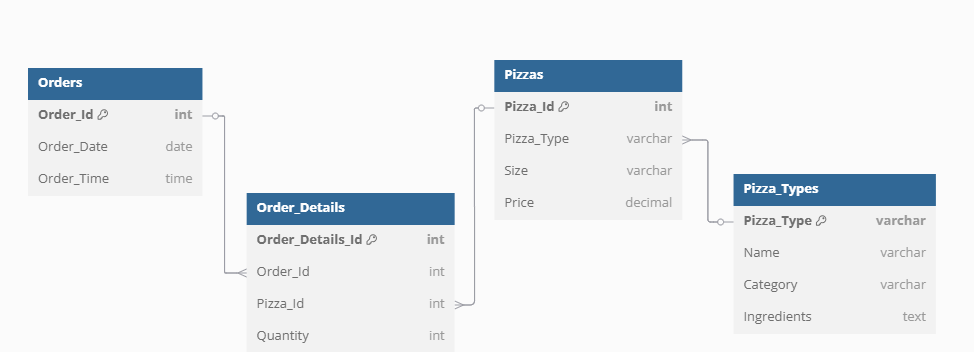 Orders
Order_Id int
Order_Date date
Order_Time time
Order_Details
Order_Details_Id int
Order_Id int
Pizza_Id int
Quantity int
Pizzas
Pizza_Id int
Pizza_Type varchar
Size varchar
Price decimal
Pizza_Types
Pizza_Type varchar
Name varchar
Category varchar
Ingredients text